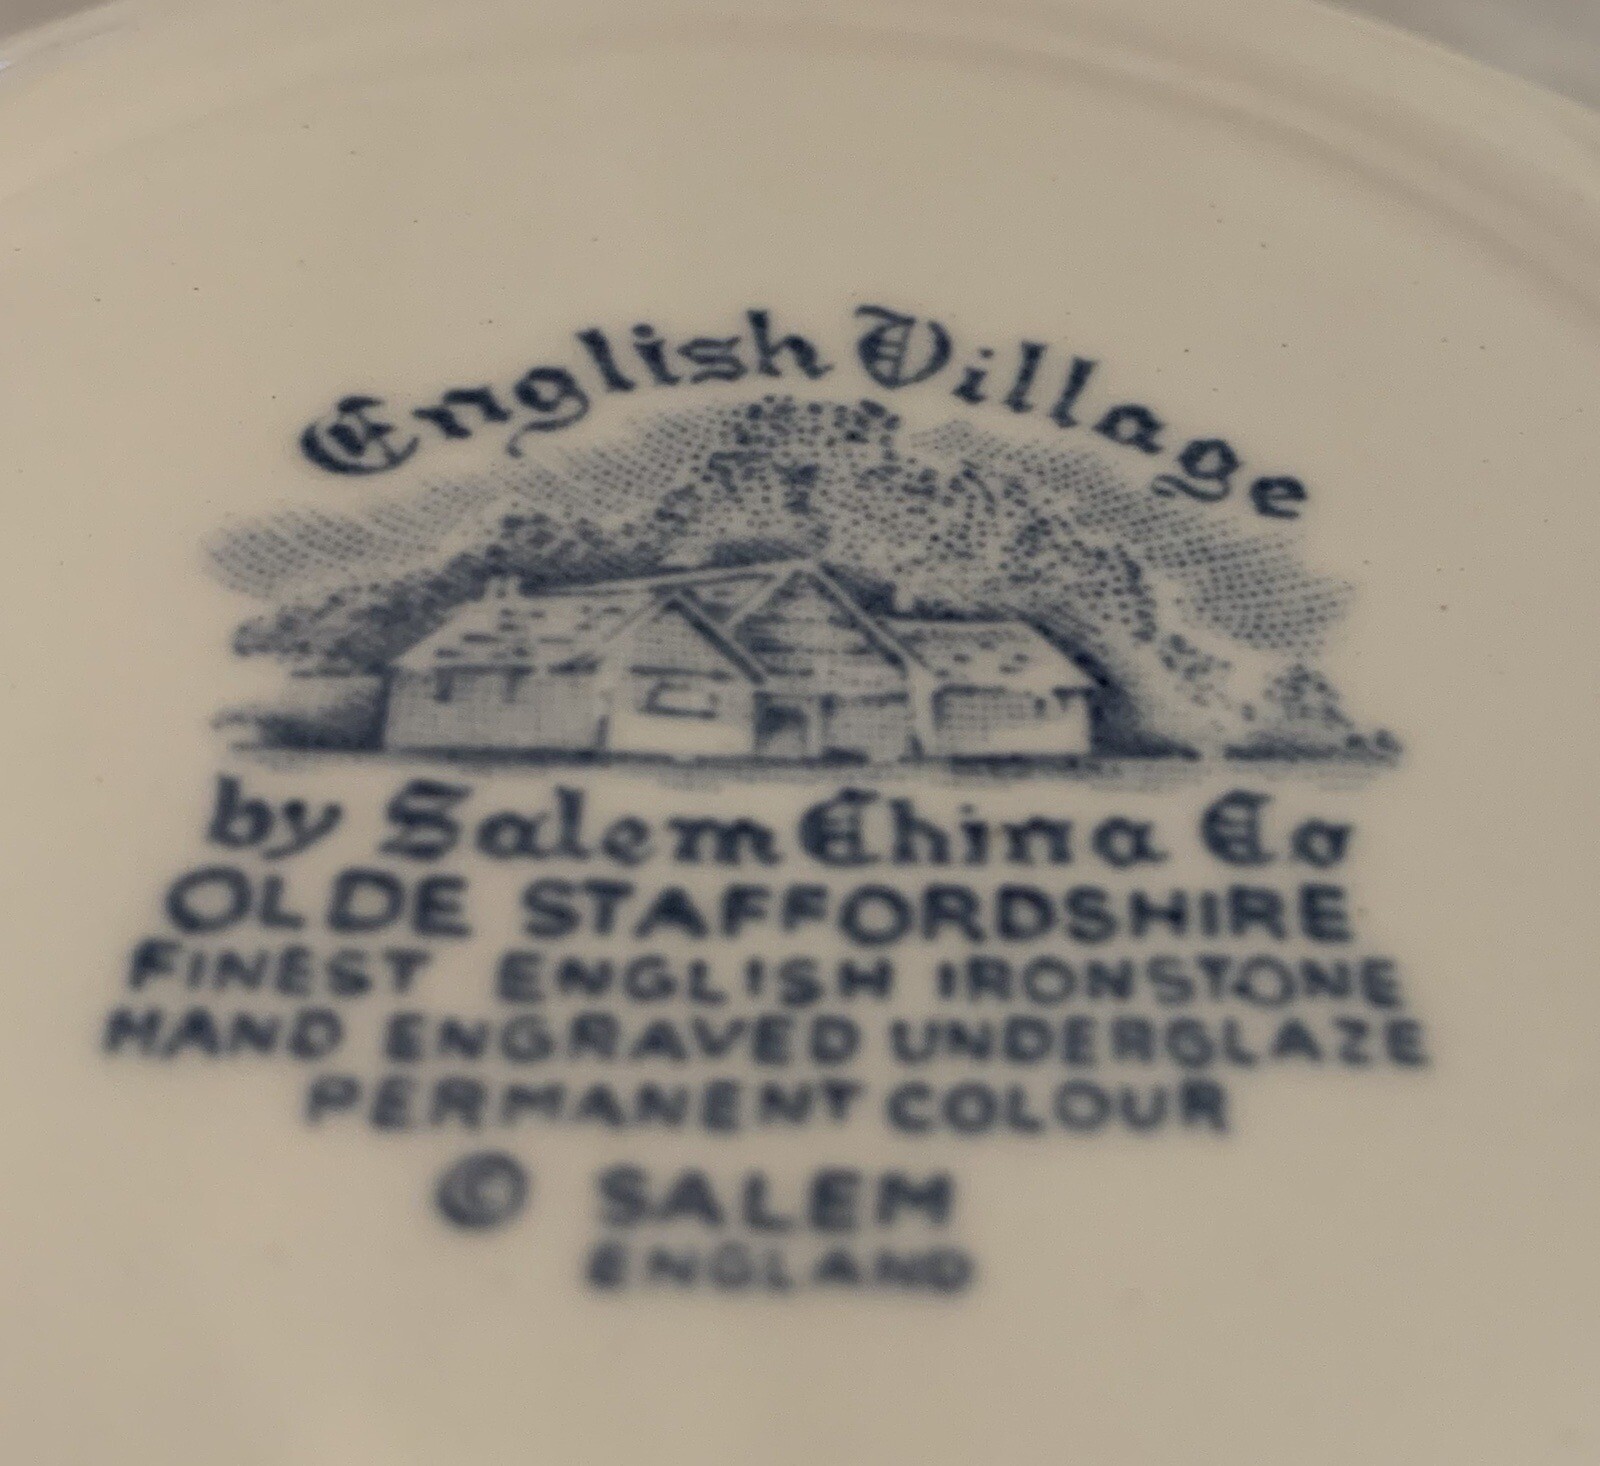 English Village
by Salem China Co
OLDE STAFFORDSHIRE
FINEST ENGLISH IRONSTONE
HAND ENGRAVED UNDERGLAZE
PERMANENT COLOUR
© SALEM
ENGLAND